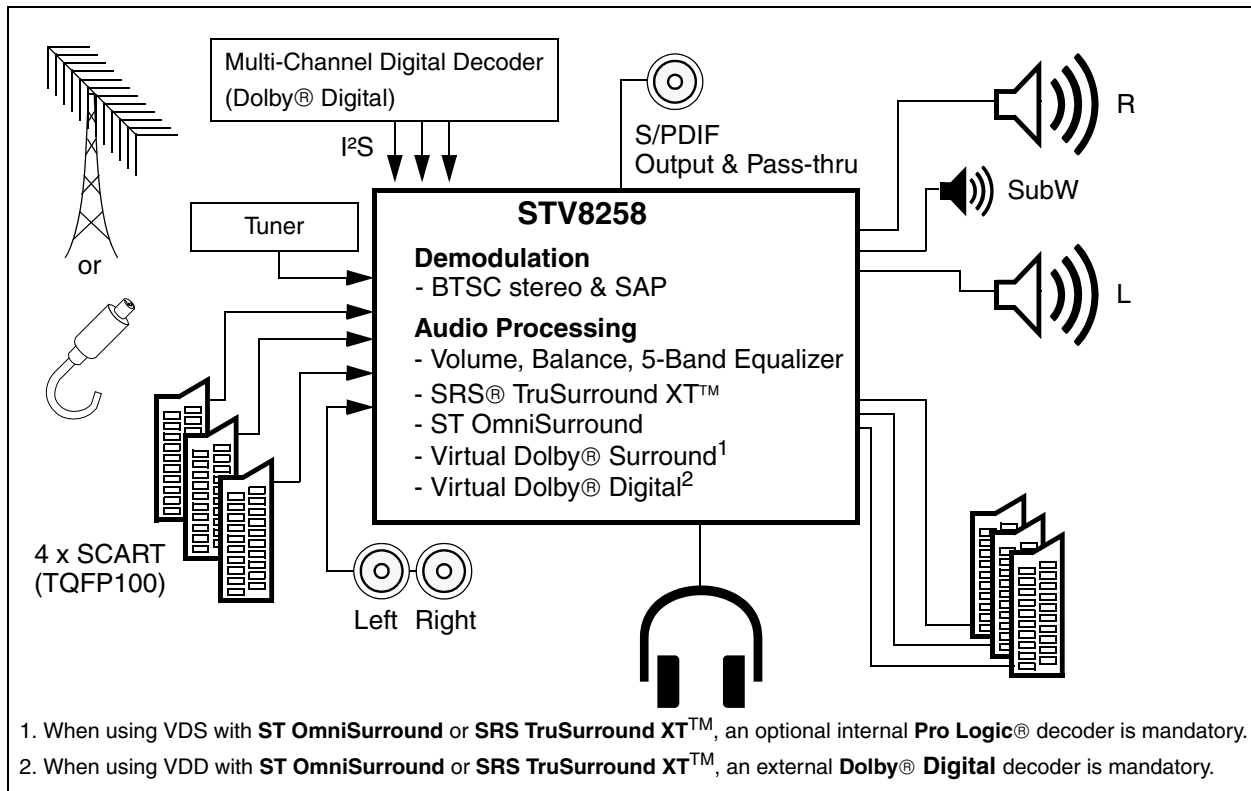 Multi-Channel Digital Decoder
(Dolby® Digital)
I²S
S/PDIF
Output & Pass-thru
R
SubW
L
Tuner
or
STV8258
Demodulation
- BTSC stereo & SAP
Audio Processing
- Volume, Balance, 5-Band Equalizer
- SRS® TruSurround XT™
- ST OmniSurround
- Virtual Dolby® Surround1
- Virtual Dolby® Digital2
4 x SCART
(TQFP100)
Left Right
1. When using VDS with ST OmniSurround or SRS TruSurround XT™, an optional internal Pro Logic® decoder is mandatory.
2. When using VDD with ST OmniSurround or SRS TruSurround XT™, an external Dolby® Digital decoder is mandatory.